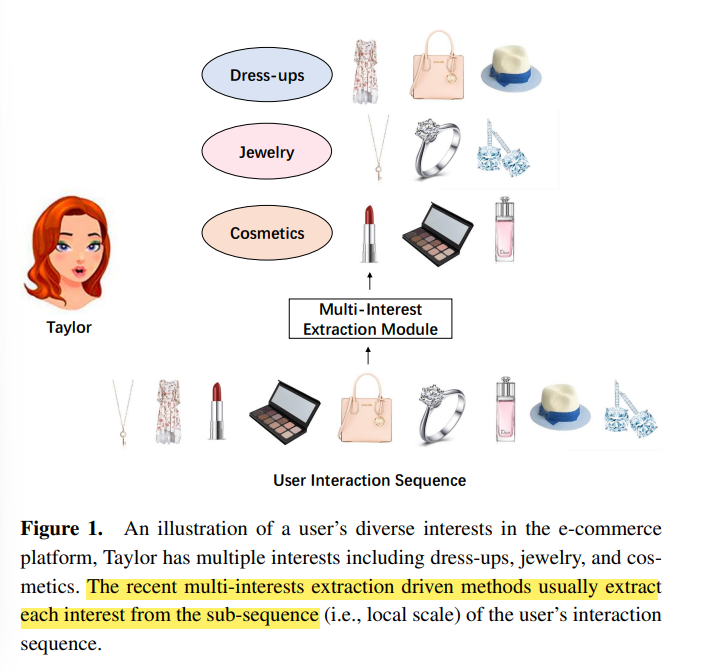 Dress-ups
Jewelry
Cosmetics
Taylor
Multi-Interest
Extraction Module
User Interaction Sequence
Figure 1. An illustration of a user's diverse interests in the e-commerce
platform, Taylor has multiple interests including dress-ups, jewelry, and cos-
metics. The recent multi-interests extraction driven methods usually extract
each interest from the sub-sequence (i.e., local scale) of the user's interaction
sequence.